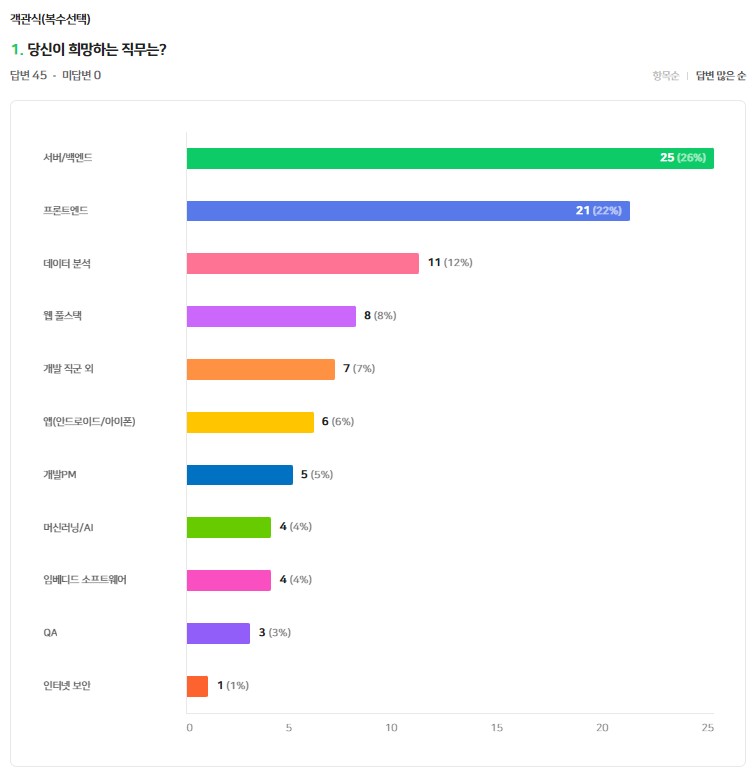 객관식(복수선택)
1. 당신이 희망하는 직무는?
답변 45 · 미답변 0
항목순 | 답변 많은 순
서버/백엔드 25 (26%)
프론트엔드 21 (22%)
데이터 분석 11 (12%)
웹 풀스택 8 (8%)
개발 직군 외 7 (7%)
앱(안드로이드/아이폰) 6 (6%)
개발PM 5 (5%)
머신러닝/AI 4 (4%)
임베디드 소프트웨어 4 (4%)
QA 3 (3%)
인터넷 보안 1 (1%)
0 5 10 15 20 25